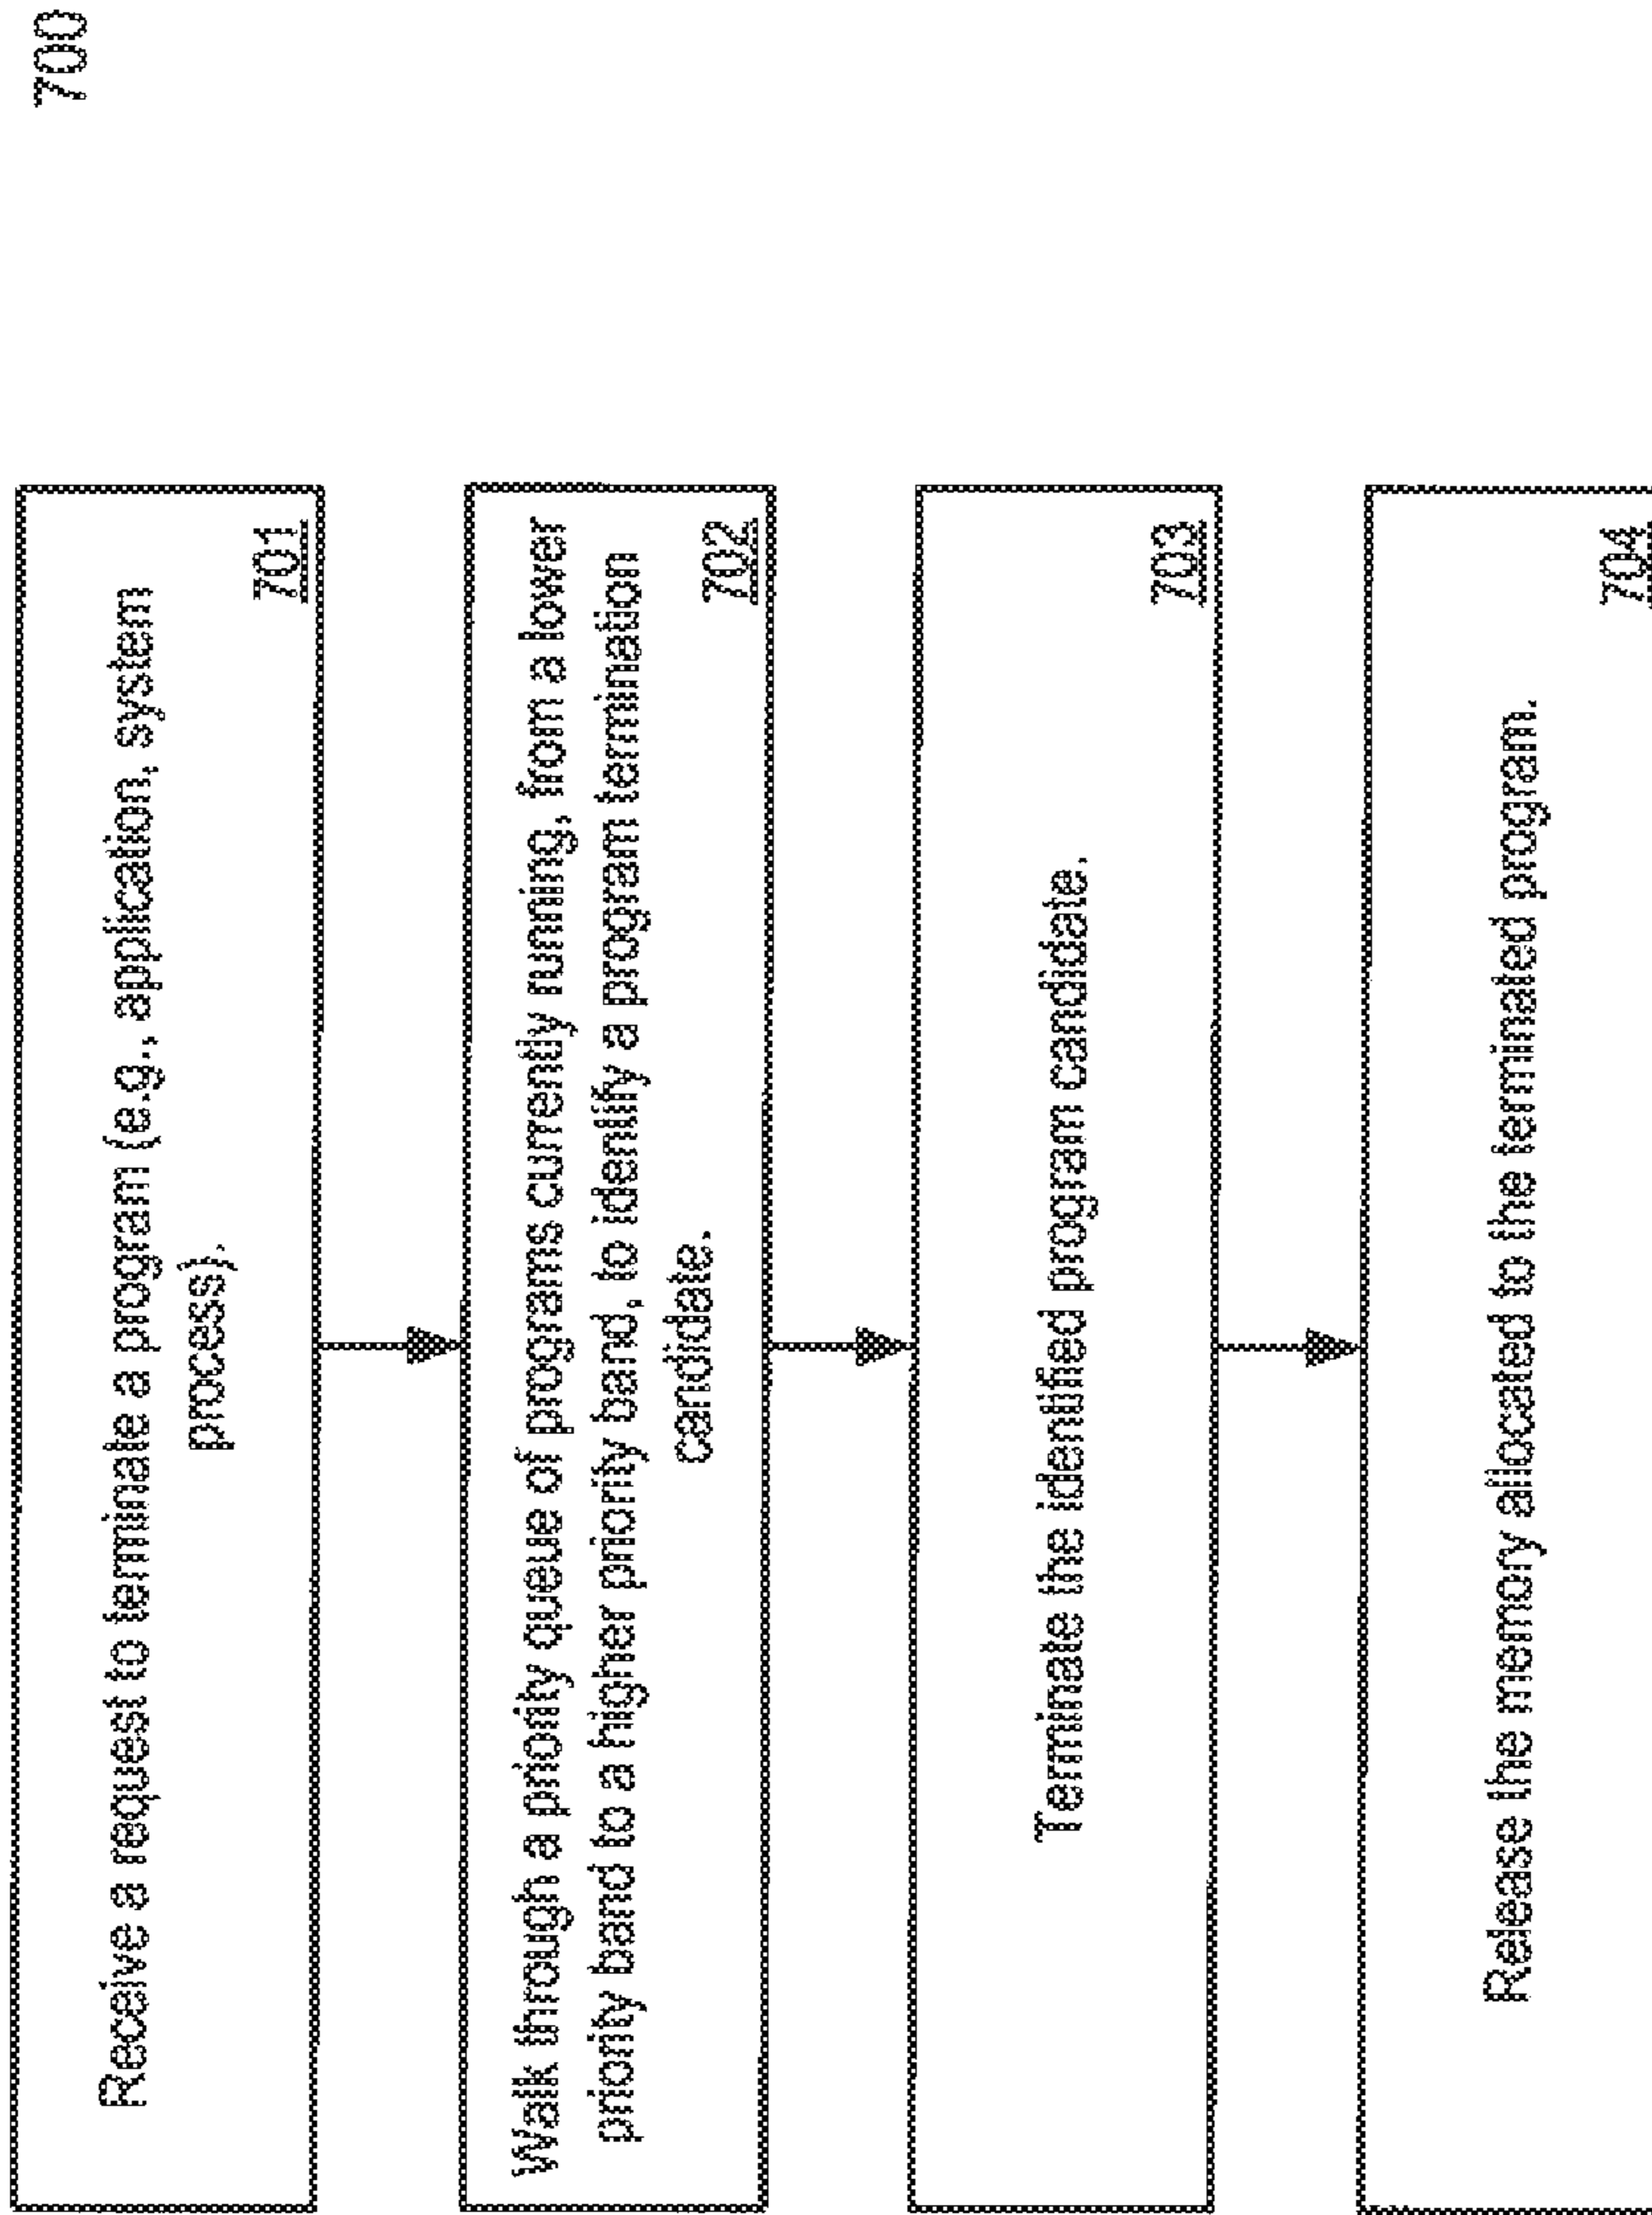 700
Receive a request to terminate a program (e.g., application, system
process).
701
Walk through a priority queue of programs currently running, from a lower
priority band to a higher priority band, to identify a program termination
candidate.
702
Terminate the identified program candidate.
703
Release the memory allocated to the terminated program.
704